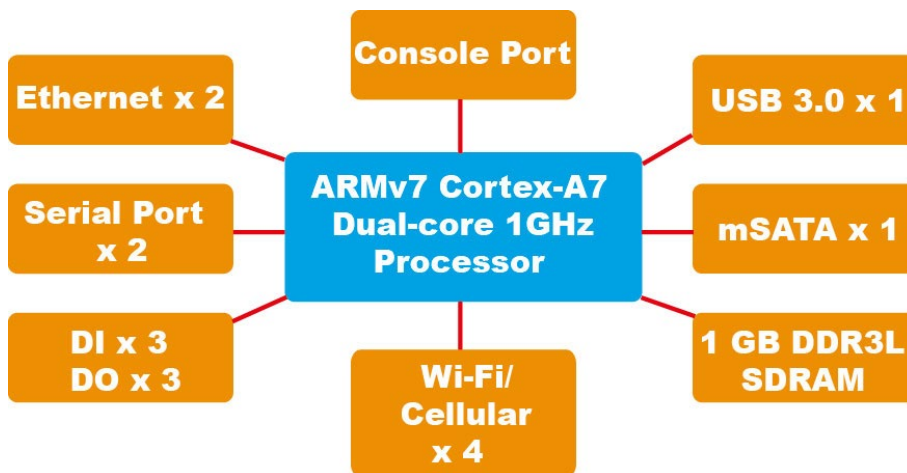 Console Port
Ethernet x 2
USB 3.0 x 1
ARMv7 Cortex-A7
Dual-core 1GHz
Processor
Serial Port
x 2
mSATA x 1
DI x 3
DO x 3
Wi-Fi/
Cellular
x 4
1 GB DDR3L
SDRAM